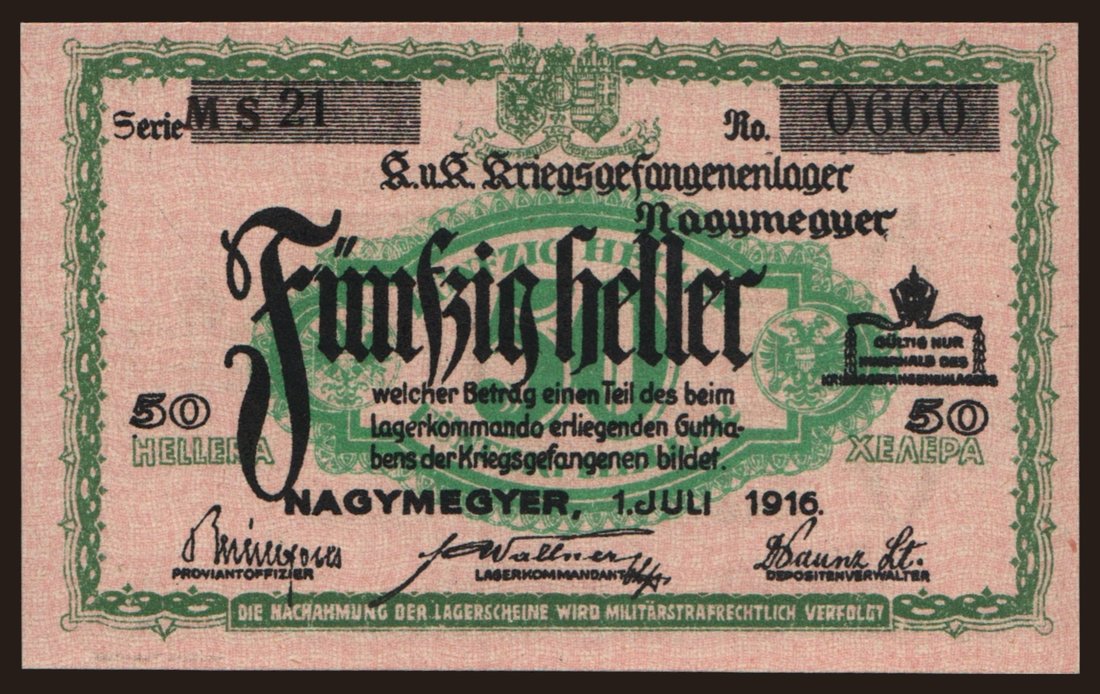 Serie MS 21
No. 0660
K.u.K. Kriegsgefangenenlager
Nagymegyer
Fünfzig Heller
welcher Betrag einen Teil des beim
Lagerkommando erliegenden Gutha-
bens der Kriegsgefangenen bildet.
GÜLTIG NUR
INNERHALB DES
KRIEGSGEFANGENENLAGERS
50
HELLERA
50
ХЕЛЕРА
50
NAGYMEGYER, 1. JULI 1916.
Wallner
Lt.
PROVIANTOFFIZIER
LAGERKOMMANDANT
DEPOSITENVERWALTER
DIE NACHAHMUNG DER LAGERSCHEINE WIRD MILITÄRSTRAFRECHTLICH VERFOLGT